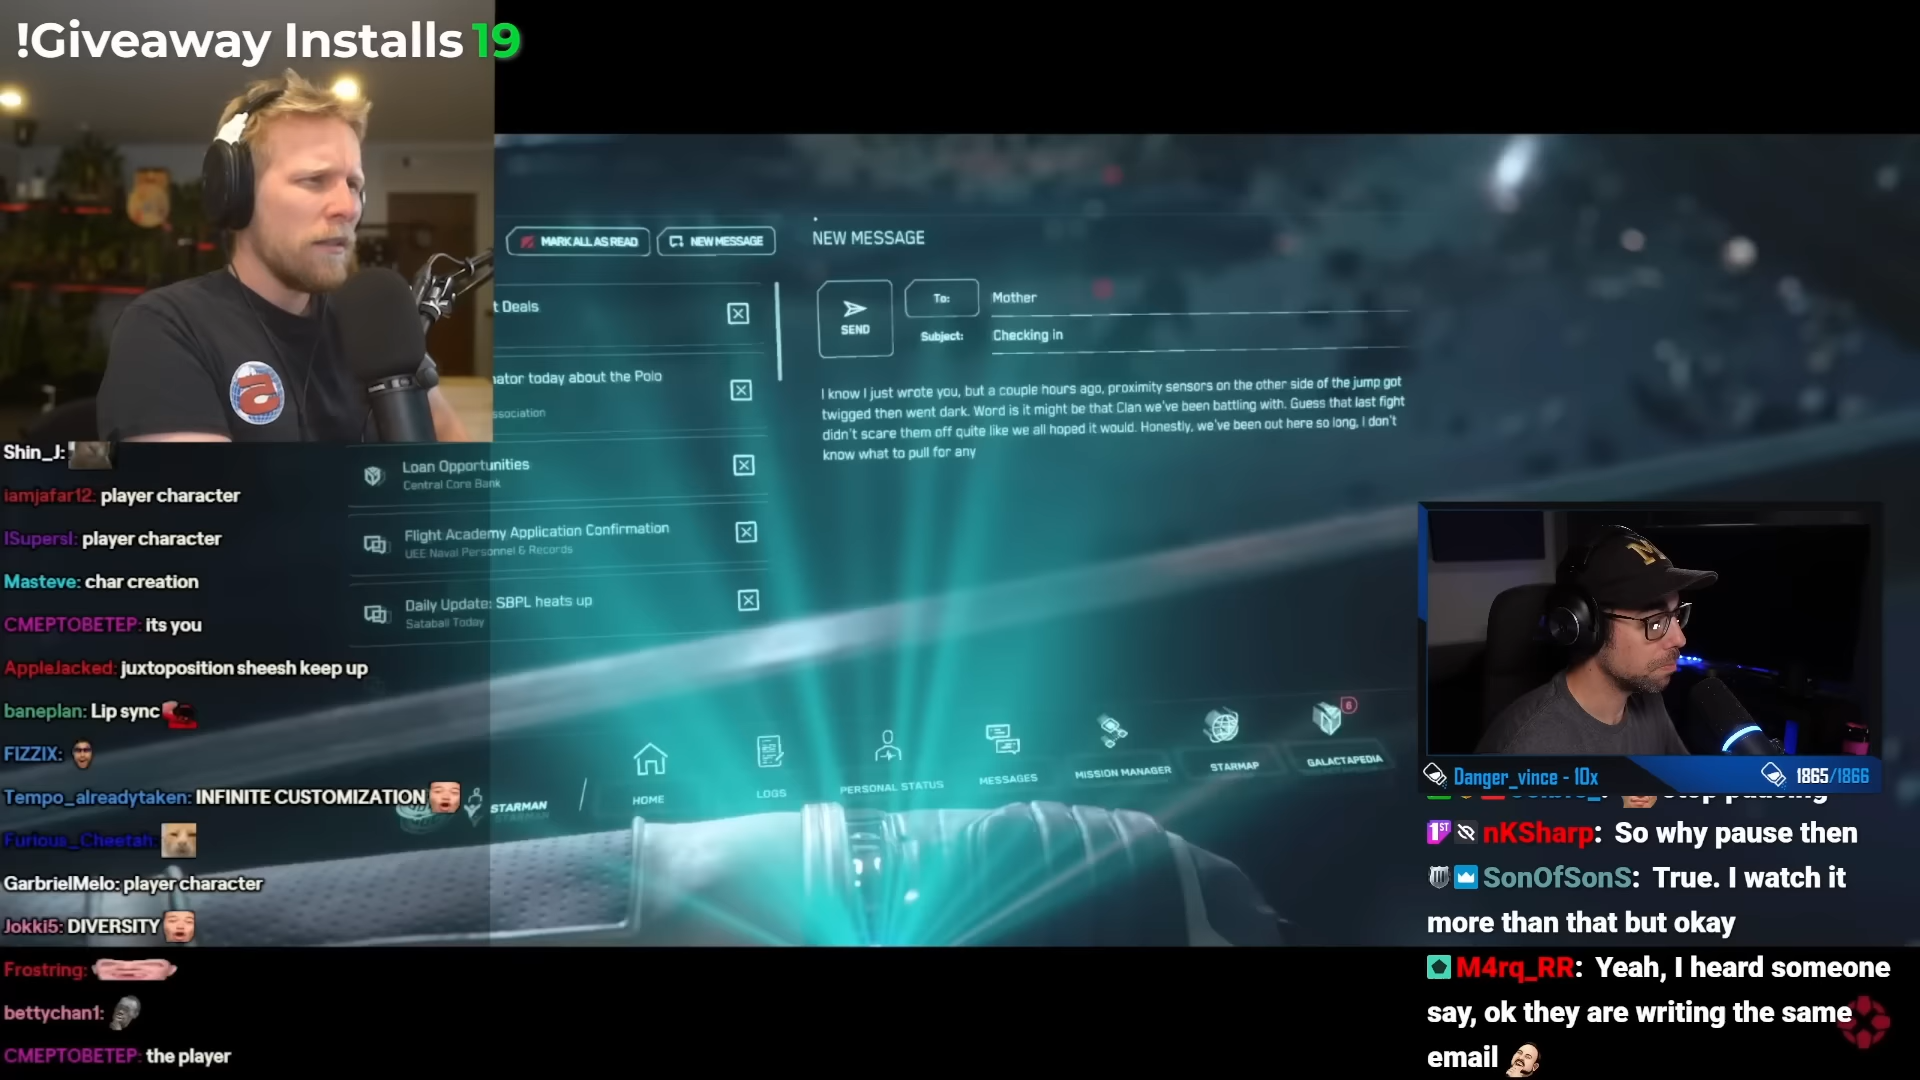 !Giveaway Installs 19
MARK ALL AS READ
NEW MESSAGE
t Deals
nator today about the Polo
ssociation
Loan Opportunities
Central Core Bank
Flight Academy Application Confirmation
UEE Naval Personnel & Records
Daily Update: SBPL heats up
Sataball Today
NEW MESSAGE
SEND
To: Mother
Subject: Checking in
I know I just wrote you, but a couple hours ago, proximity sensors on the other side of the jump got
twigged then went dark. Word is it might be that Clan we've been battling with. Guess that last fight
didn't scare them off quite like we all hoped it would. Honestly, we've been out here so long, I don't
know what to pull for any
STARMAN
HOME
LOGS
PERSONAL STATUS
MESSAGES
MISSION MANAGER
STARMAP
GALACTAPEDIA
6
Shin_J:
iamjafar12: player character
ISupersI: player character
Masteve: char creation
CMEPTOBETEP: its you
AppleJacked: juxtoposition sheesh keep up
baneplan: Lip sync
FIZZIX:
Tempo_alreadytaken: INFINITE CUSTOMIZATION
Furious_Cheetah:
GarbrielMelo: player character
Jokki5: DIVERSITY
Frostring:
bettychan1:
CMEPTOBETEP: the player
M
Danger_vince - 10x
1865/1866
stop pausing
1ST nKSharp: So why pause then
SonOfSonS: True. I watch it
more than that but okay
M4rq_RR: Yeah, I heard someone
say, ok they are writing the same
email